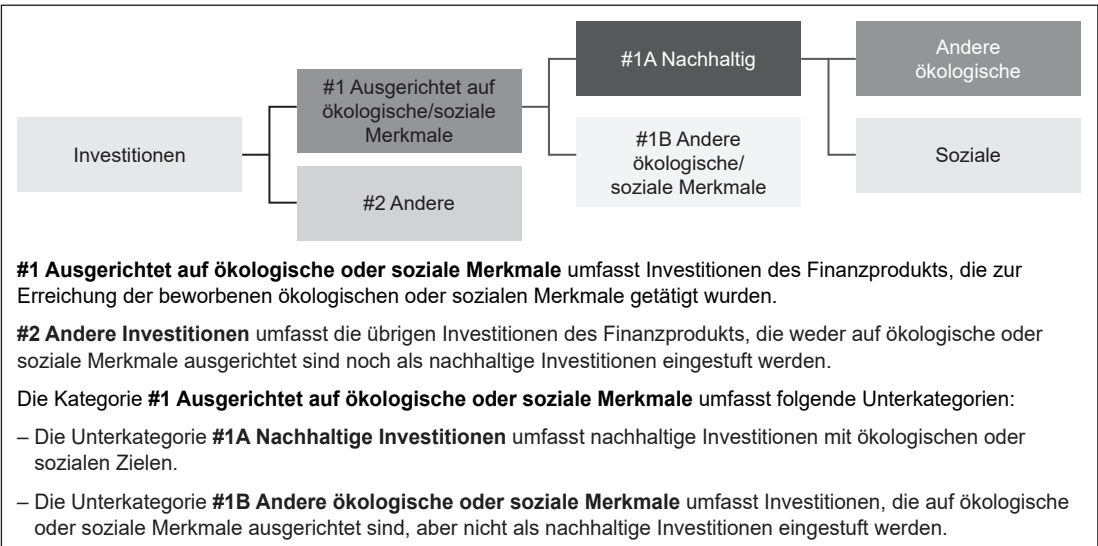 Investitionen
#1 Ausgerichtet auf
ökologische/soziale
Merkmale
#2 Andere
#1A Nachhaltig
#1B Andere
ökologische/
soziale Merkmale
Andere
ökologische
Soziale
#1 Ausgerichtet auf ökologische oder soziale Merkmale umfasst Investitionen des Finanzprodukts, die zur
Erreichung der beworbenen ökologischen oder sozialen Merkmale getätigt wurden.
#2 Andere Investitionen umfasst die übrigen Investitionen des Finanzprodukts, die weder auf ökologische oder
soziale Merkmale ausgerichtet sind noch als nachhaltige Investitionen eingestuft werden.
Die Kategorie #1 Ausgerichtet auf ökologische oder soziale Merkmale umfasst folgende Unterkategorien:
– Die Unterkategorie #1A Nachhaltige Investitionen umfasst nachhaltige Investitionen mit ökologischen oder
sozialen Zielen.
– Die Unterkategorie #1B Andere ökologische oder soziale Merkmale umfasst Investitionen, die auf ökologische
oder soziale Merkmale ausgerichtet sind, aber nicht als nachhaltige Investitionen eingestuft werden.